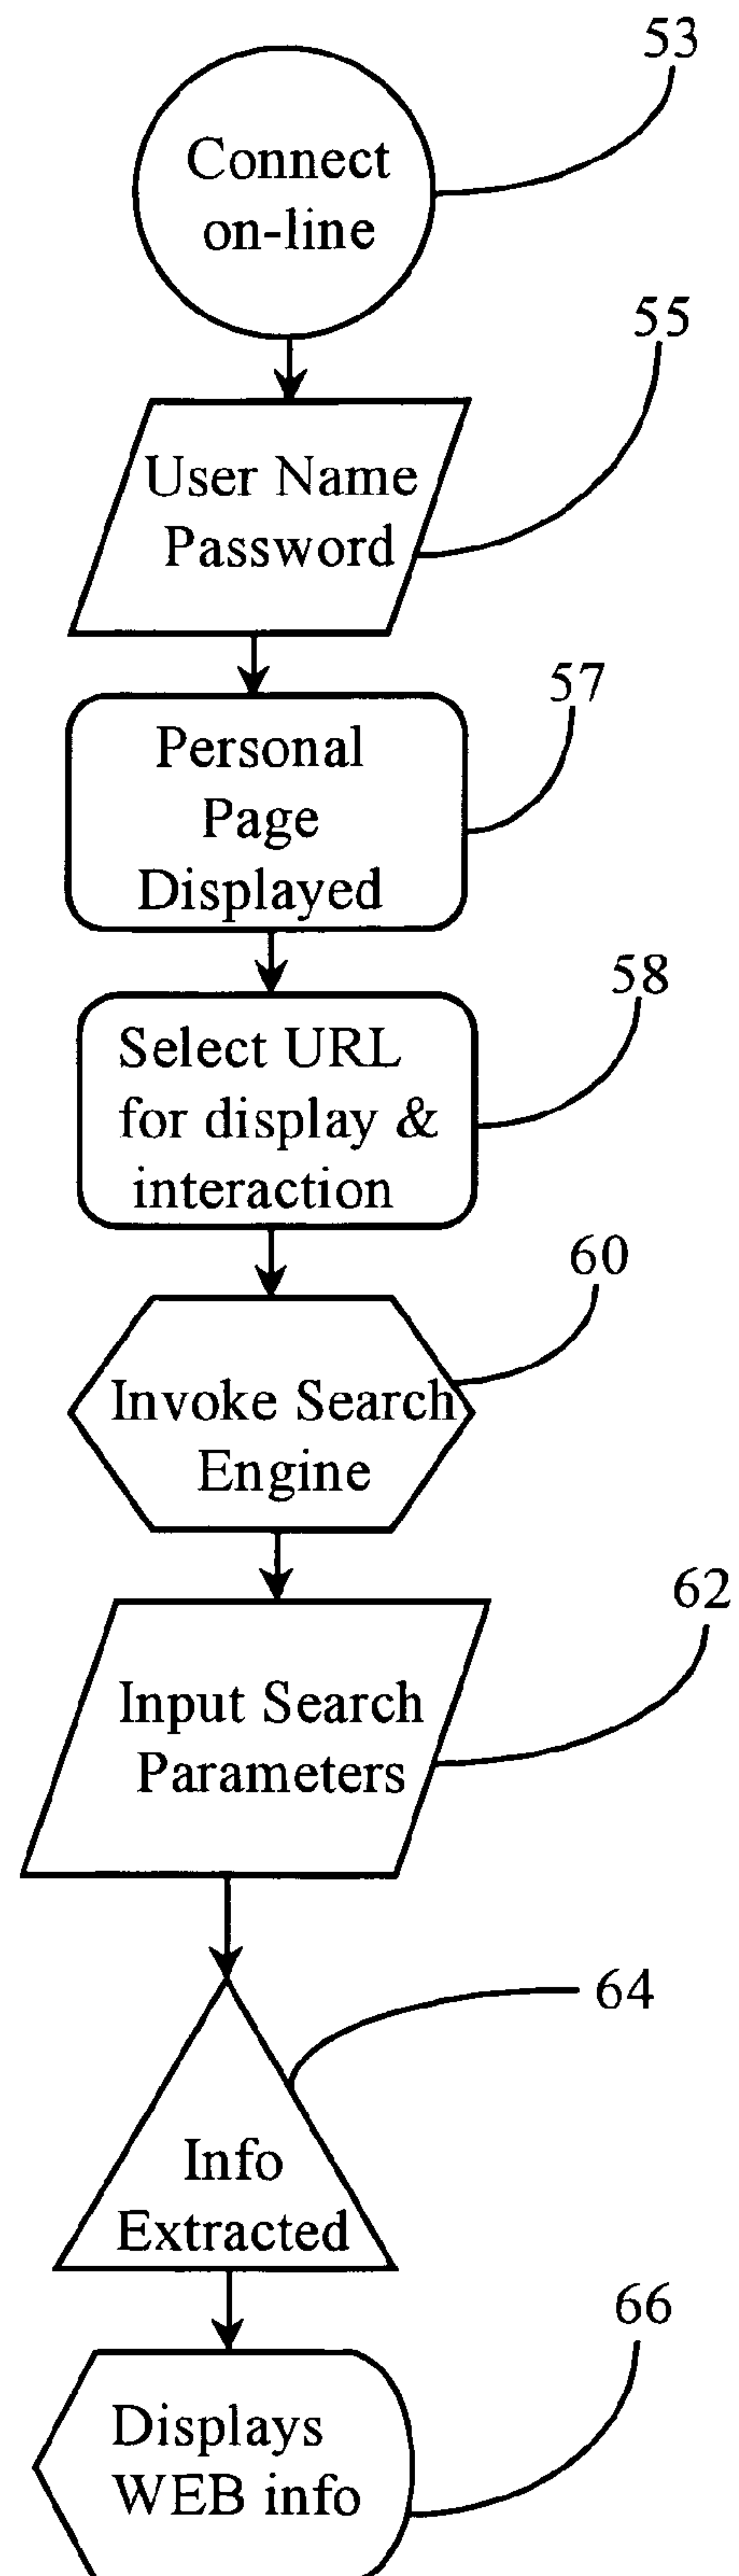 53
Connect
on-line
55
User Name
Password
57
Personal
Page
Displayed
58
Select URL
for display &
interaction
60
Invoke Search
Engine
62
Input Search
Parameters
64
Info
Extracted
66
Displays
WEB info